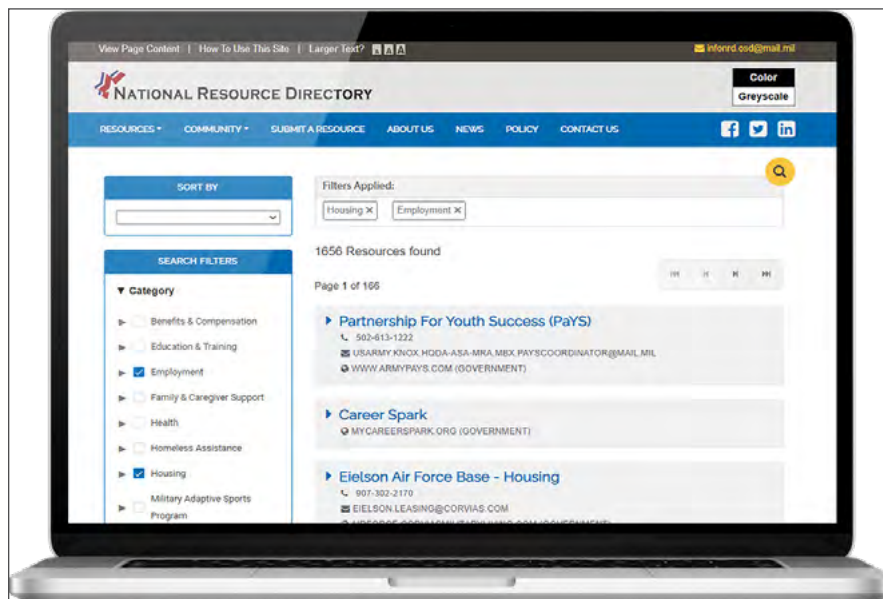 View Page Content | How To Use This Site | Larger Text? A A A
infonrd.osd@mail.mil
NATIONAL RESOURCE DIRECTORY
Color
Greyscale
RESOURCES COMMUNITY SUBMIT A RESOURCE ABOUT US NEWS POLICY CONTACT US
SORT BY
Filters Applied:
Housing X Employment X
SEARCH FILTERS
1656 Resources found
Page 1 of 166
Category
Benefits & Compensation
Education & Training
Employment
Family & Caregiver Support
Health
Homeless Assistance
Housing
Military Adaptive Sports
Program
Partnership For Youth Success (PaYS)
502-613-1222
USARMY.KNOX.HQDA-ASA-MRA.MBX.PAYSCOORDINATOR@MAIL.MIL
WWW.ARMYPAYS.COM (GOVERNMENT)
Career Spark
MYCAREERSPARK.ORG (GOVERNMENT)
Eielson Air Force Base - Housing
907-302-2170
EIELSON.LEASING@CORVIAS.COM